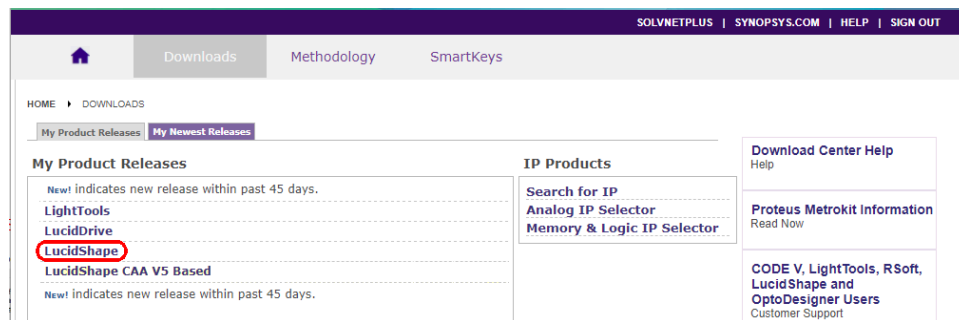 SOLVNETPLUS | SYNOPSYS.COM | HELP | SIGN OUT
Downloads Methodology SmartKeys
HOME DOWNLOADS
My Product Releases My Newest Releases
My Product Releases
New! indicates new release within past 45 days.
LightTools
LucidDrive
LucidShape
LucidShape CAA V5 Based
New! indicates new release within past 45 days.
IP Products
Search for IP
Analog IP Selector
Memory & Logic IP Selector
Download Center Help
Help
Proteus Metrokit Information
Read Now
CODE V, LightTools, RSoft,
LucidShape and
OptoDesigner Users
Customer Support